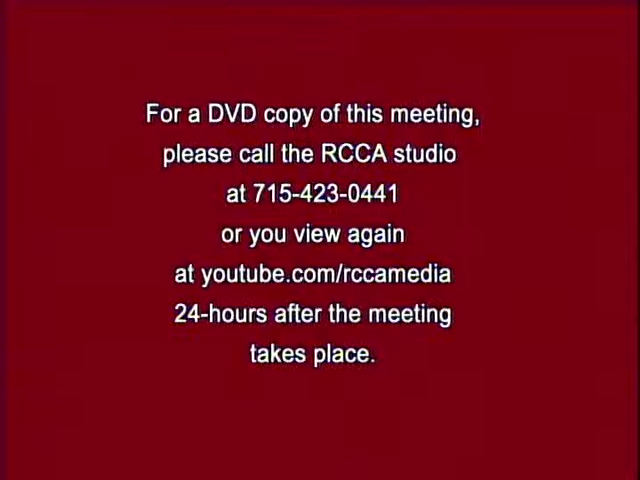 For a DVD copy of this meeting,
please call the RCCA studio
at 715-423-0441
or you view again
at youtube.com/rccamedia
24-hours after the meeting
takes place.